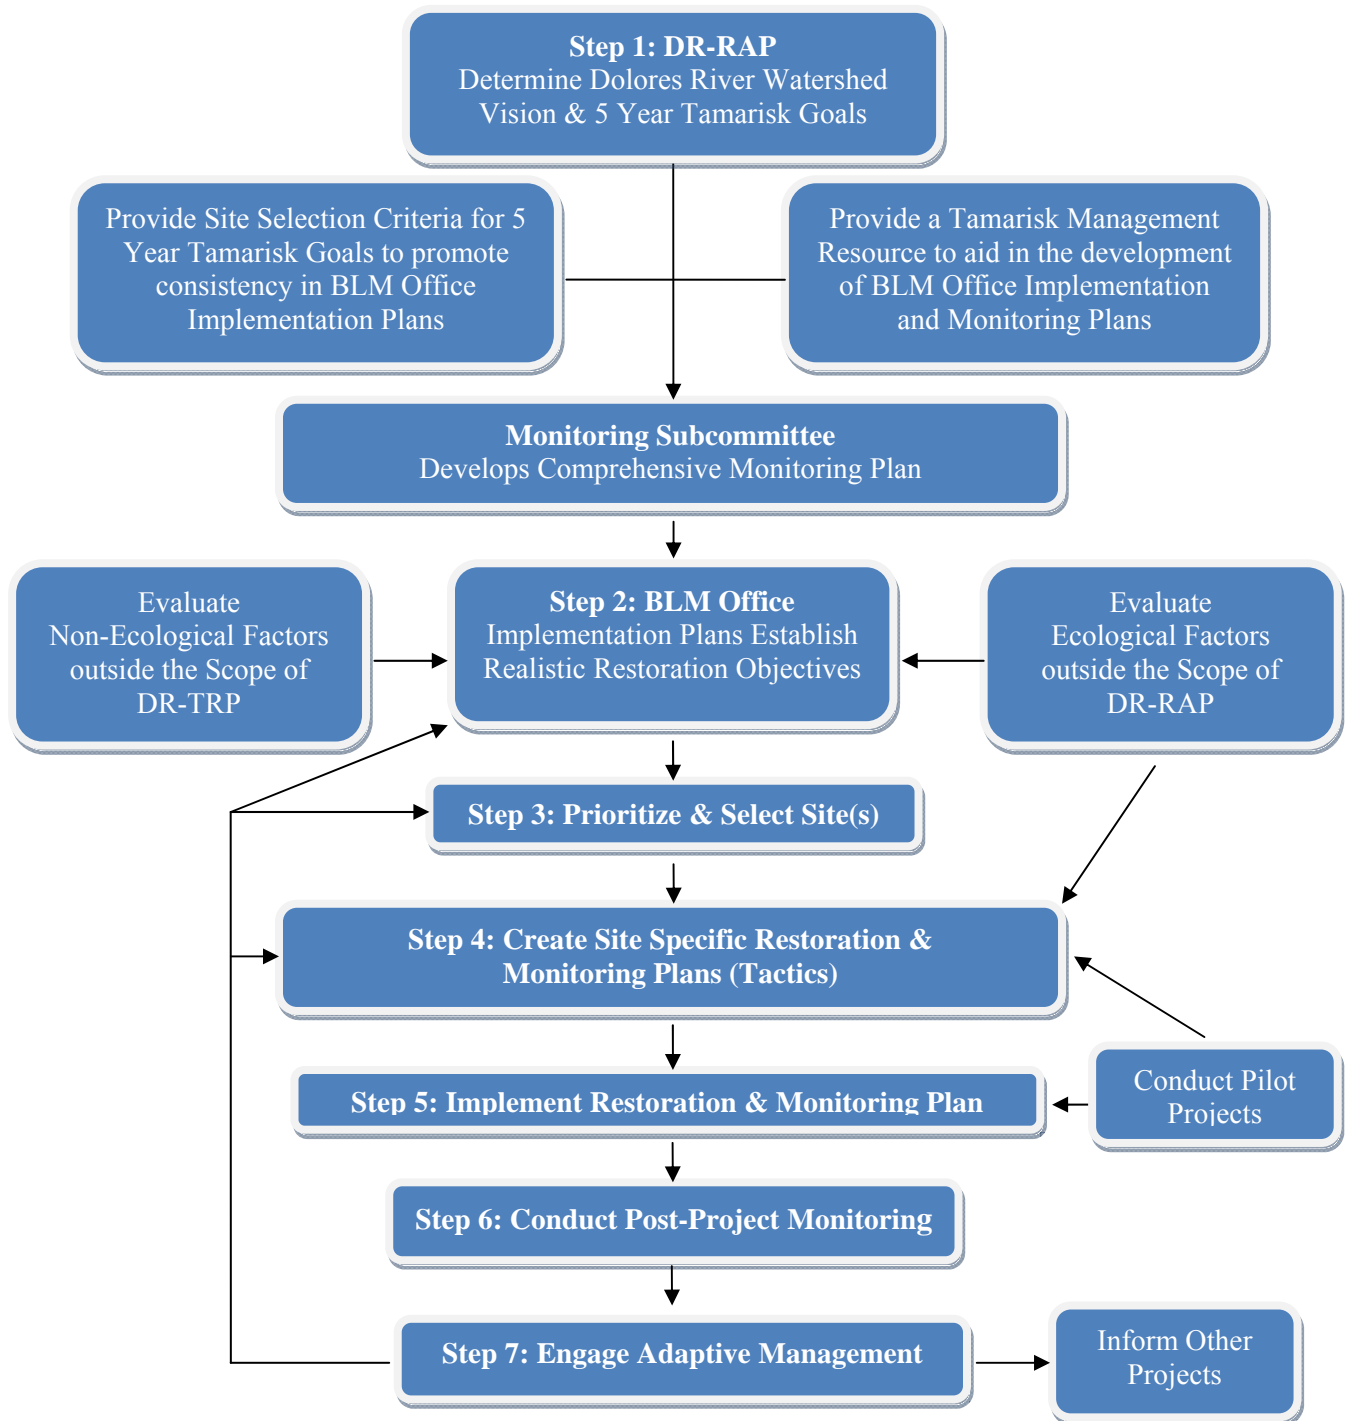 Step 1: DR-RAP
Determine Dolores River Watershed
Vision & 5 Year Tamarisk Goals
Provide Site Selection Criteria for 5
Year Tamarisk Goals to promote
consistency in BLM Office
Implementation Plans
Provide a Tamarisk Management
Resource to aid in the development
of BLM Office Implementation
and Monitoring Plans
Monitoring Subcommittee
Develops Comprehensive Monitoring Plan
Evaluate
Non-Ecological Factors
outside the Scope of
DR-TRP
Step 2: BLM Office
Implementation Plans Establish
Realistic Restoration Objectives
Evaluate
Ecological Factors
outside the Scope of
DR-RAP
Step 3: Prioritize & Select Site(s)
Step 4: Create Site Specific Restoration &
Monitoring Plans (Tactics)
Step 5: Implement Restoration & Monitoring Plan
Conduct Pilot
Projects
Step 6: Conduct Post-Project Monitoring
Step 7: Engage Adaptive Management
Inform Other
Projects